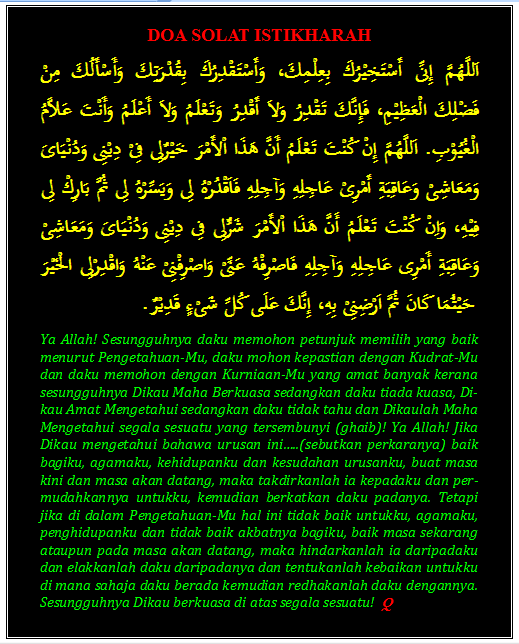 DOA SOLAT ISTIKHARAH
اَللَّهُمَّ إِنِّىْ أَسْتَخِيْرُكَ بِعِلْمِكَ، وَأَسْتَقْدِرُكَ بِقُدْرَتِكَ وَأَسْأَلُكَ مِنْ
فَضْلِكَ الْعَظِيْمِ، فَإِنَّكَ تَقْدِرُ وَلاَ أَقْدِرُ وَتَعْلَمُ وَلاَ أَعْلَمُ وَأَنْتَ عَلاَّمُ
الْغُيُوْبِ. اَللَّهُمَّ إِنْ كُنْتَ تَعْلَمُ أَنَّ هَذَا اْلأَمْرَ خَيْرٌلِى فِىْ دِيْنِى وَدُنْيَاىَ
وَمَعَاشِىْ وَعَاقِبَةِ أَمْرِىْ عَاجِلِهِ وَآجِلِهِ فَاَقْدُرْهُ لِى وَيَسِّرْهُ لِى ثُمَّ بَارِكْ لِى
فِيْهِ، وَإِنْ كُنْتَ تَعْلَمُ أَنَّ هَذَا اْلأَمْرَ شَرٌّلِى فِى دِيْنِى وَدُنْيَاىَ وَمَعَاشِىْ
وَعَاقِبَةِ أَمْرِى عَاجِلِهِ وَآجِلِهِ فَاصْرِفْهُ عَنِّىْ وَاصْرِفْنِىْ عَنْهُ وَاقْدِرْلِى الْخَيْرَ
حَيْثُمَا كَانَ ثُمَّ اَرْضِنِىْ بِهِ، إِنَّكَ عَلَى كُلِّ شَىْءٍ قَدِيْرٌ.
Ya Allah! Sesungguhnya daku memohon petunjuk memilih yang baik
menurut Pengetahuan-Mu, daku mohon kepastian dengan Kudrat-Mu
dan daku memohon dengan Kurniaan-Mu yang amat banyak kerana
sesungguhnya Dikau Maha Berkuasa sedangkan daku tiada kuasa, Di-
kau Amat Mengetahui sedangkan daku tidak tahu dan Dikaulah Maha
Mengetahui segala sesuatu yang tersembunyi (ghaib)! Ya Allah! Jika
Dikau mengetahui bahawa urusan ini.....(sebutkan perkaranya) baik
bagiku, agamaku, kehidupanku dan kesudahan urusanku, buat masa
kini dan masa akan datang, maka takdirkanlah ia kepadaku dan per-
mudahkannya untukku, kemudian berkatkan daku padanya. Tetapi
jika di dalam Pengetahuan-Mu hal ini tidak baik untukku, agamaku,
penghidupanku dan tidak baik akbatnya bagiku, baik masa sekarang
ataupun pada masa akan datang, maka hindarkanlah ia daripadaku
dan elakkanlah daku daripadanya dan tentukanlah kebaikan untukku
di mana sahaja daku berada kemudian redhakanlah daku dengannya.
Sesungguhnya Dikau berkuasa di atas segala sesuatu! Q